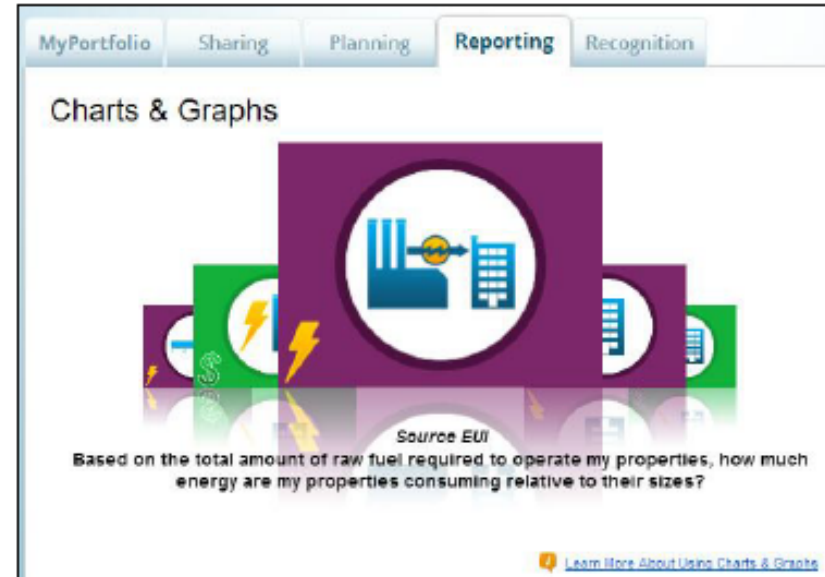 MyPortfolio Sharing Planning Reporting Recognition
Charts & Graphs
$
Source EUI
Based on the total amount of raw fuel required to operate my properties, how much
energy are my properties consuming relative to their sizes?
Learn More About Using Charts & Graphs